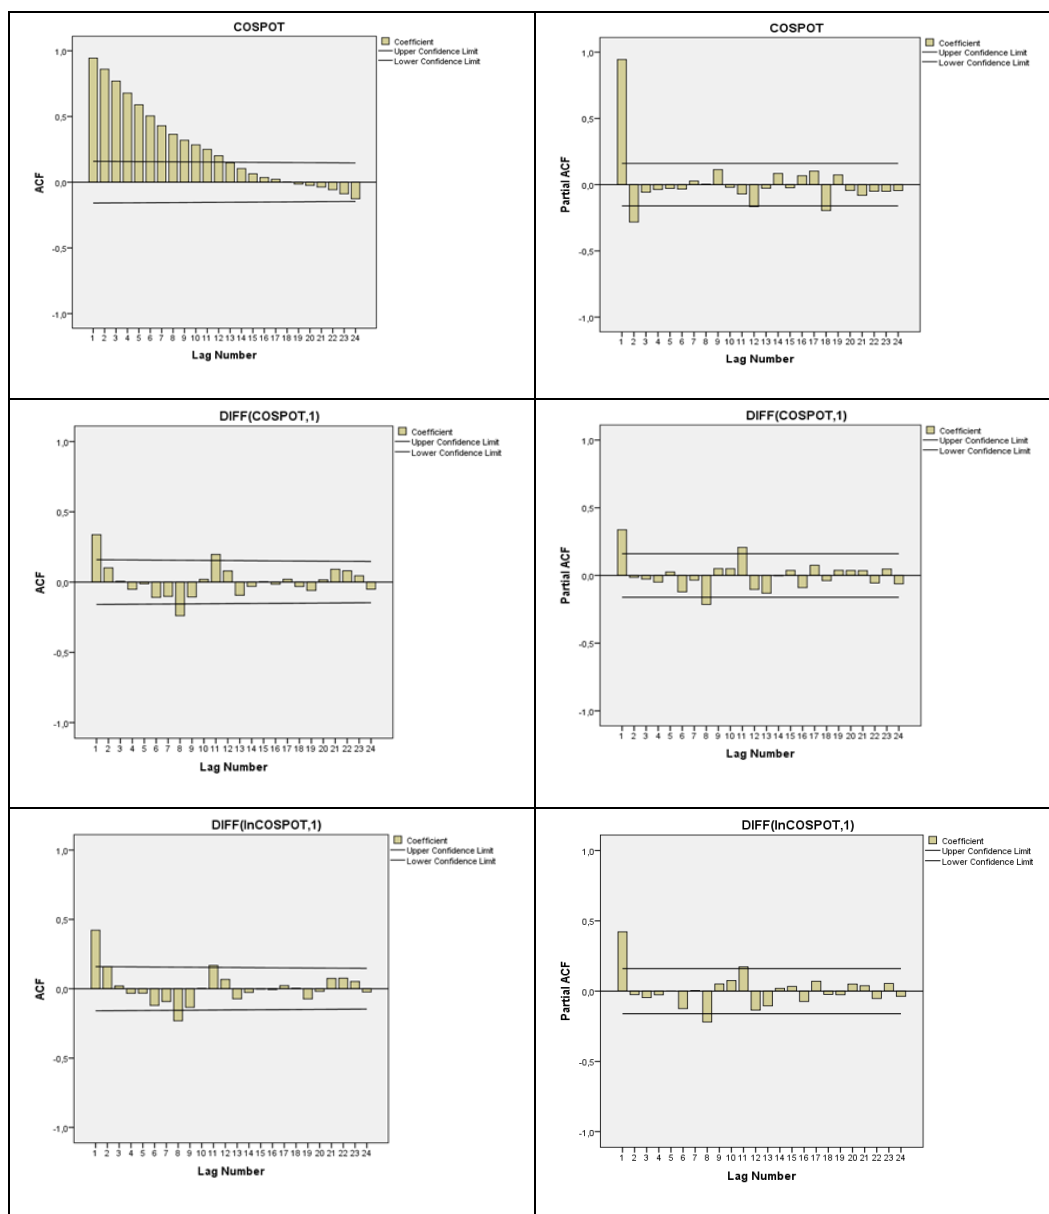 COSPOT
Coefficient
Upper Confidence Limit
Lower Confidence Limit
1,0
0,5
0,0
-0,5
-1,0
ACF
1 2 3 4 5 6 7 8 9 10 11 12 13 14 15 16 17 18 19 20 21 22 23 24
Lag Number
COSPOT
Coefficient
Upper Confidence Limit
Lower Confidence Limit
1,0
0,5
0,0
-0,5
-1,0
Partial ACF
1 2 3 4 5 6 7 8 9 10 11 12 13 14 15 16 17 18 19 20 21 22 23 24
Lag Number
DIFF(COSPOT,1)
Coefficient
Upper Confidence Limit
Lower Confidence Limit
1,0
0,5
0,0
-0,5
-1,0
ACF
1 2 3 4 5 6 7 8 9 10 11 12 13 14 15 16 17 18 19 20 21 22 23 24
Lag Number
DIFF(COSPOT,1)
Coefficient
Upper Confidence Limit
Lower Confidence Limit
1,0
0,5
0,0
-0,5
-1,0
Partial ACF
1 2 3 4 5 6 7 8 9 10 11 12 13 14 15 16 17 18 19 20 21 22 23 24
Lag Number
DIFF(lnCOSPOT,1)
Coefficient
Upper Confidence Limit
Lower Confidence Limit
1,0
0,5
0,0
-0,5
-1,0
ACF
1 2 3 4 5 6 7 8 9 10 11 12 13 14 15 16 17 18 19 20 21 22 23 24
Lag Number
DIFF(lnCOSPOT,1)
Coefficient
Upper Confidence Limit
Lower Confidence Limit
1,0
0,5
0,0
-0,5
-1,0
Partial ACF
1 2 3 4 5 6 7 8 9 10 11 12 13 14 15 16 17 18 19 20 21 22 23 24
Lag Number